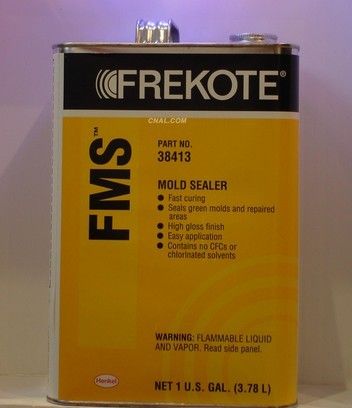 FREKOTE®
CNAL.COM
FMS™
PART NO.
38413
MOLD SEALER
● Fast curing
● Seals green molds and repaired
areas
● High gloss finish
● Easy application
● Contains no CFCs or
chlorinated solvents
WARNING: FLAMMABLE LIQUID
AND VAPOR. Read side panel.
Henkel
NET 1 U.S. GAL. (3.78 L)